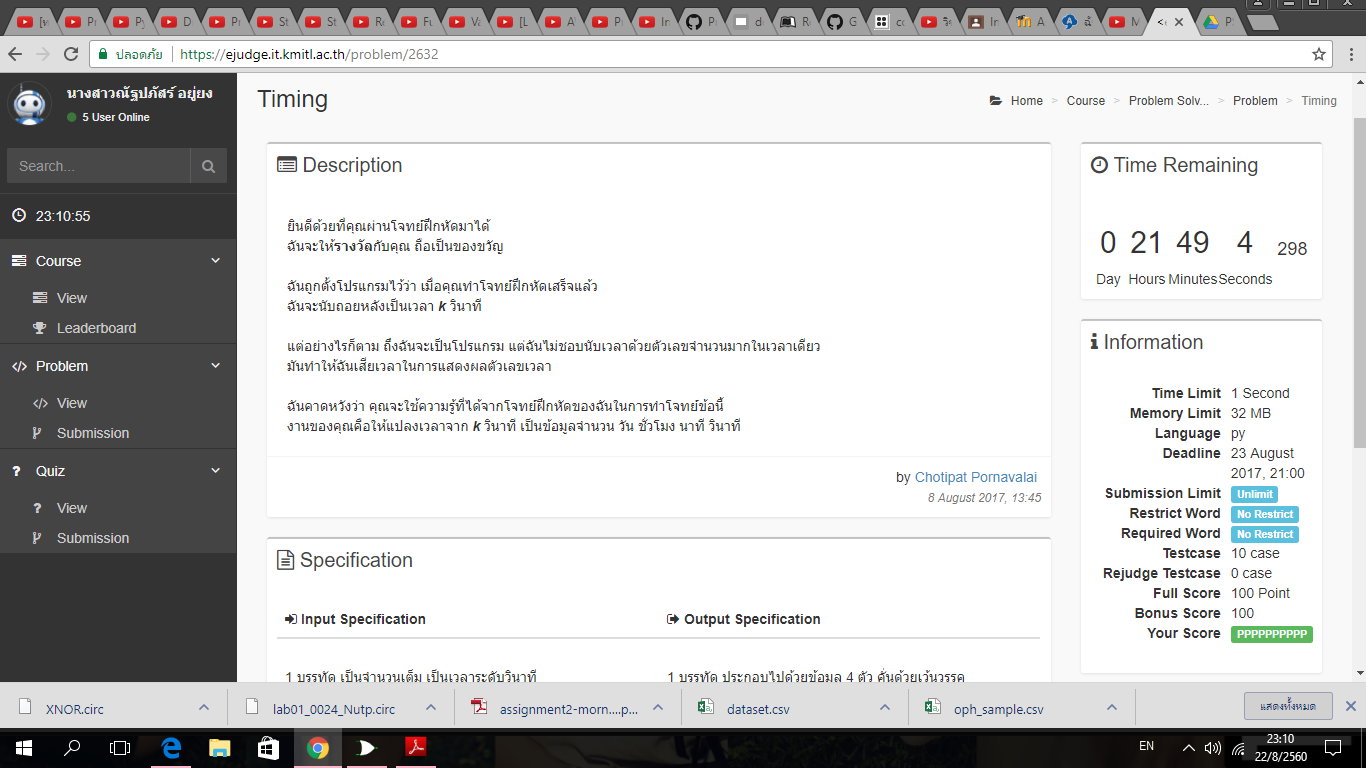 ปลอดภัย https://ejudge.it.kmitl.ac.th/problem/2632
นางสาวณัฐปภัสร์ อยู่ยง
5 User Online
Search...
23:10:55
Course
View
Leaderboard
Problem
View
Submission
Quiz
View
Submission
Timing
Home > Course > Problem Solv... > Problem > Timing
Description
ยินดีด้วยที่คุณผ่านโจทย์ฝึกหัดมาได้
ฉันจะให้รางวัลกับคุณ ถือเป็นของขวัญ
ฉันถูกตั้งโปรแกรมไว้ว่า เมื่อคุณทำโจทย์ฝึกหัดเสร็จแล้ว
ฉันจะนับถอยหลังเป็นเวลา k วินาที
แต่อย่างไรก็ตาม ถึงฉันจะเป็นโปรแกรม แต่ฉันไม่ชอบนับเวลาด้วยตัวเลขจำนวนมากในเวลาเดียว
มันทำให้ฉันเสียเวลาในการแสดงผลตัวเลขเวลา
ฉันคาดหวังว่า คุณจะใช้ความรู้ที่ได้จากโจทย์ฝึกหัดของฉันในการทำโจทย์ข้อนี้
งานของคุณคือให้แปลงเวลาจาก k วินาที เป็นข้อมูลจำนวน วัน ชั่วโมง นาที วินาที
by Chotipat Pornavalai
8 August 2017, 13:45
Specification
Input Specification
Output Specification
1 บรรทัด เป็นจำนวนเต็ม เป็นเวลาระดับวินาที
1 บรรทัด ประกอบไปด้วยข้อมูล 4 ตัว คั่นด้วยเว้นวรรค
Time Remaining
0 21 49 4 298
Day Hours Minutes Seconds
Information
Time Limit 1 Second
Memory Limit 32 MB
Language py
Deadline 23 August
2017, 21:00
Submission Limit Unlimit
Restrict Word No Restrict
Required Word No Restrict
Testcase 10 case
Rejudge Testcase 0 case
Full Score 100 Point
Bonus Score 100
Your Score PPPPPPPPPP
XNOR.circ
lab01_0024_Nutp.circ
assignment2-morn....p...
dataset.csv
oph_sample.csv
แสดงทั้งหมด
EN
23:10
22/8/2560